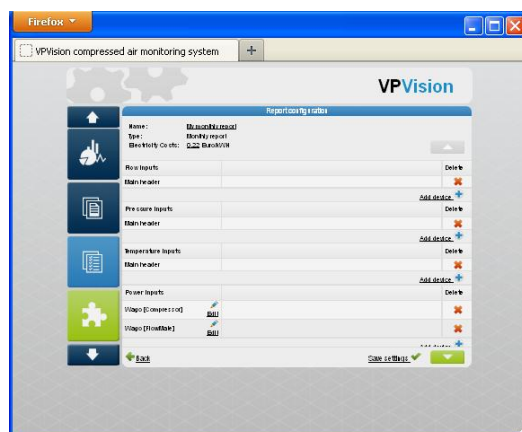 Firefox
VPVision compressed air monitoring system
VPVision
Report configuration
Name: My monthly report
Type: Monthly report
Electricity Costs: 0.22 Euro/kWh
Flow Inputs Delete
Main header
Add device
Pressure Inputs Delete
Main header
Add device
Temperature Inputs Delete
Main header
Add device
Power Inputs Delete
Wago [Compressor] Edit
Wago [FlowMate] Edit
Add device
Back Save settings